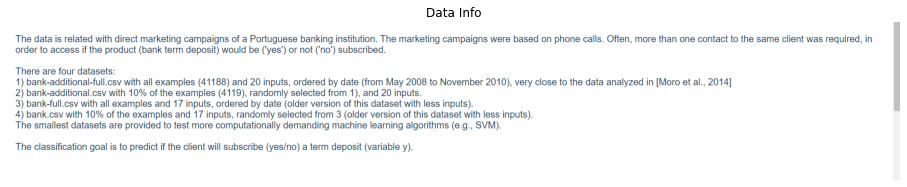 Data Info
The data is related with direct marketing campaigns of a Portuguese banking institution. The marketing campaigns were based on phone calls. Often, more than one contact to the same client was required, in
order to access if the product (bank term deposit) would be ('yes') or not ('no') subscribed.
There are four datasets:
1) bank-additional-full.csv with all examples (41188) and 20 inputs, ordered by date (from May 2008 to November 2010), very close to the data analyzed in [Moro et al., 2014]
2) bank-additional.csv with 10% of the examples (4119), randomly selected from 1), and 20 inputs.
3) bank-full.csv with all examples and 17 inputs, ordered by date (older version of this dataset with less inputs).
4) bank.csv with 10% of the examples and 17 inputs, randomly selected from 3 (older version of this dataset with less inputs).
The smallest datasets are provided to test more computationally demanding machine learning algorithms (e.g., SVM).
The classification goal is to predict if the client will subscribe (yes/no) a term deposit (variable y).